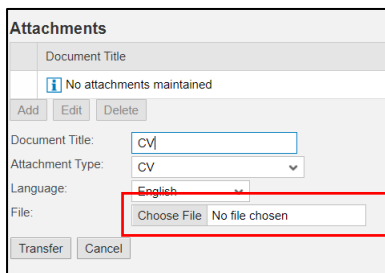 Attachments
Document Title
No attachments maintained
Add Edit Delete
Document Title: CV
Attachment Type: CV
Language: English
File: Choose File No file chosen
Transfer Cancel